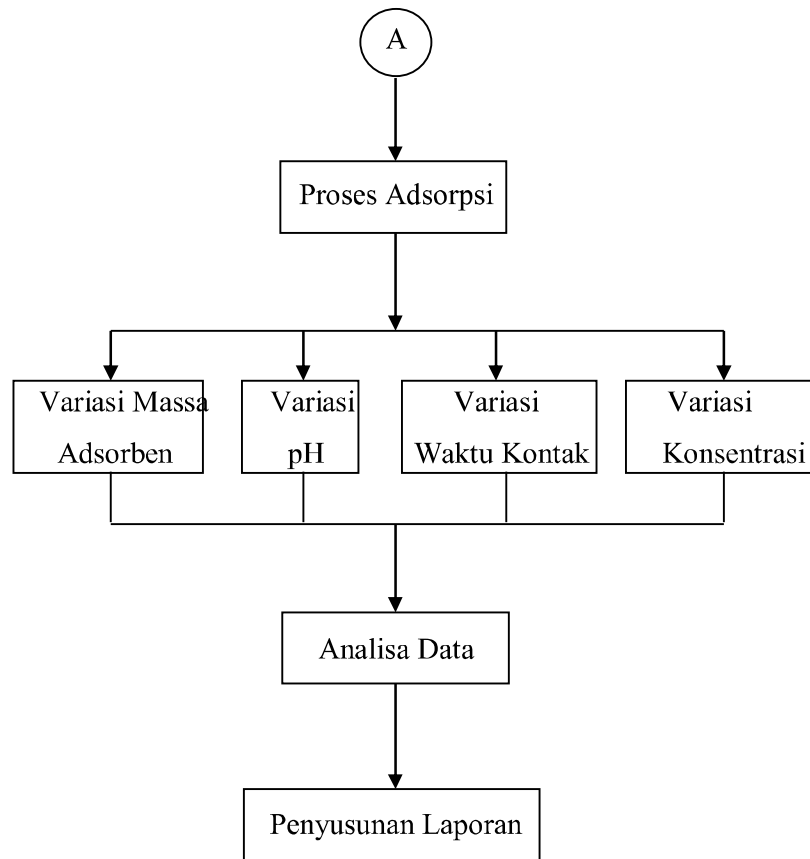 A
Proses Adsorpsi
Variasi Massa
Adsorben
Variasi
pH
Variasi
Waktu Kontak
Variasi
Konsentrasi
Analisa Data
Penyusunan Laporan